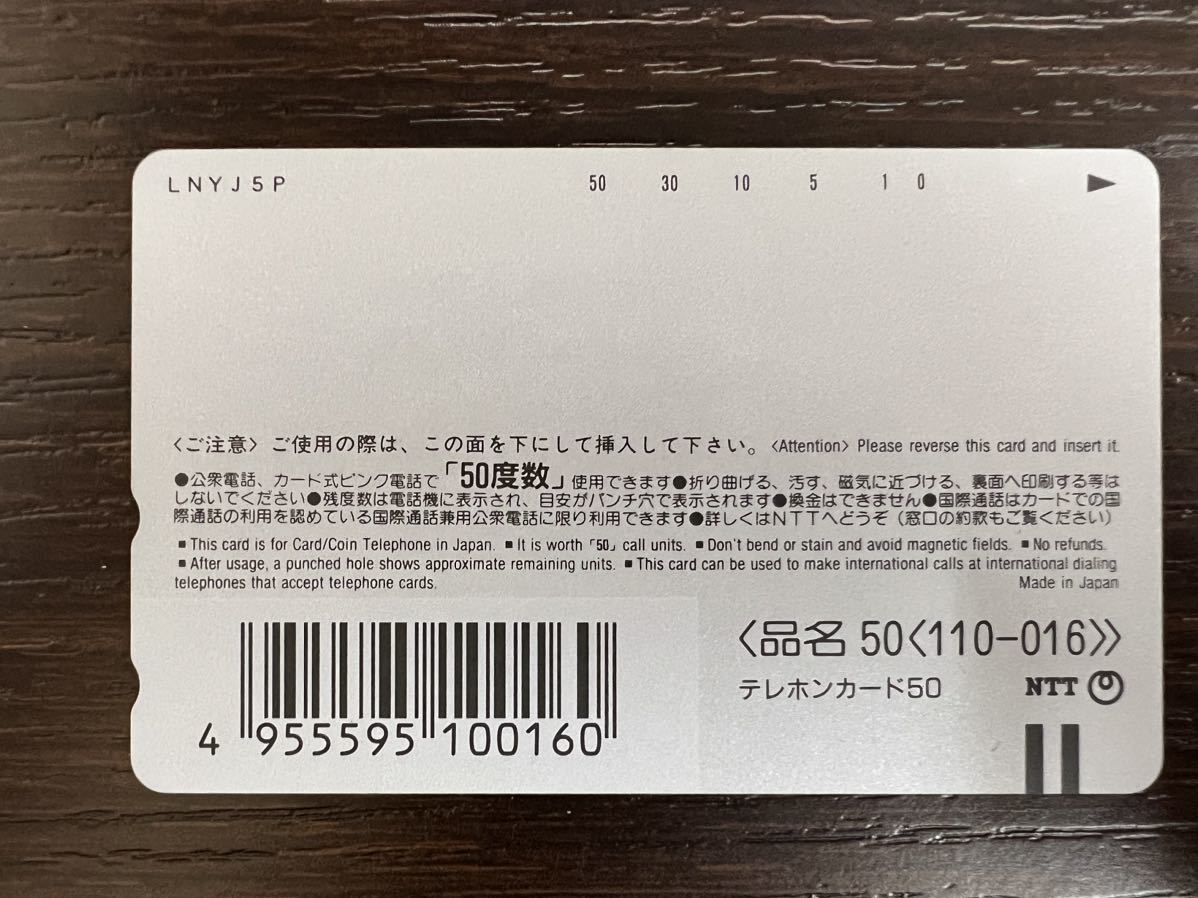 LNYJ5P 50 30 10 5 1 0 ▶
〈ご注意〉ご使用の際は、この面を下にして挿入して下さい。〈Attention〉 Please reverse this card and insert it.
●公衆電話、カード式ピンク電話で「50度数」使用できます●折り曲げる、汚す、磁気に近づける、裏面へ印刷する等は
しないでください●残度数は電話機に表示され、目安がパンチ穴で表示されます●換金はできません●国際通話はカードでの国
際通話の利用を認めている国際通話兼用公衆電話に限り利用できます●詳しくはNTTへどうぞ（窓口の約款もご覧ください）
■ This card is for Card/Coin Telephone in Japan. ■ It is worth「50」call units. ■ Don't bend or stain and avoid magnetic fields. ■ No refunds.
■ After usage, a punched hole shows approximate remaining units. ■ This card can be used to make international calls at international dialing
telephones that accept telephone cards. Made in Japan
〈品名 50〈110-016〉〉
テレホンカード50 NTT
4 955595 100160